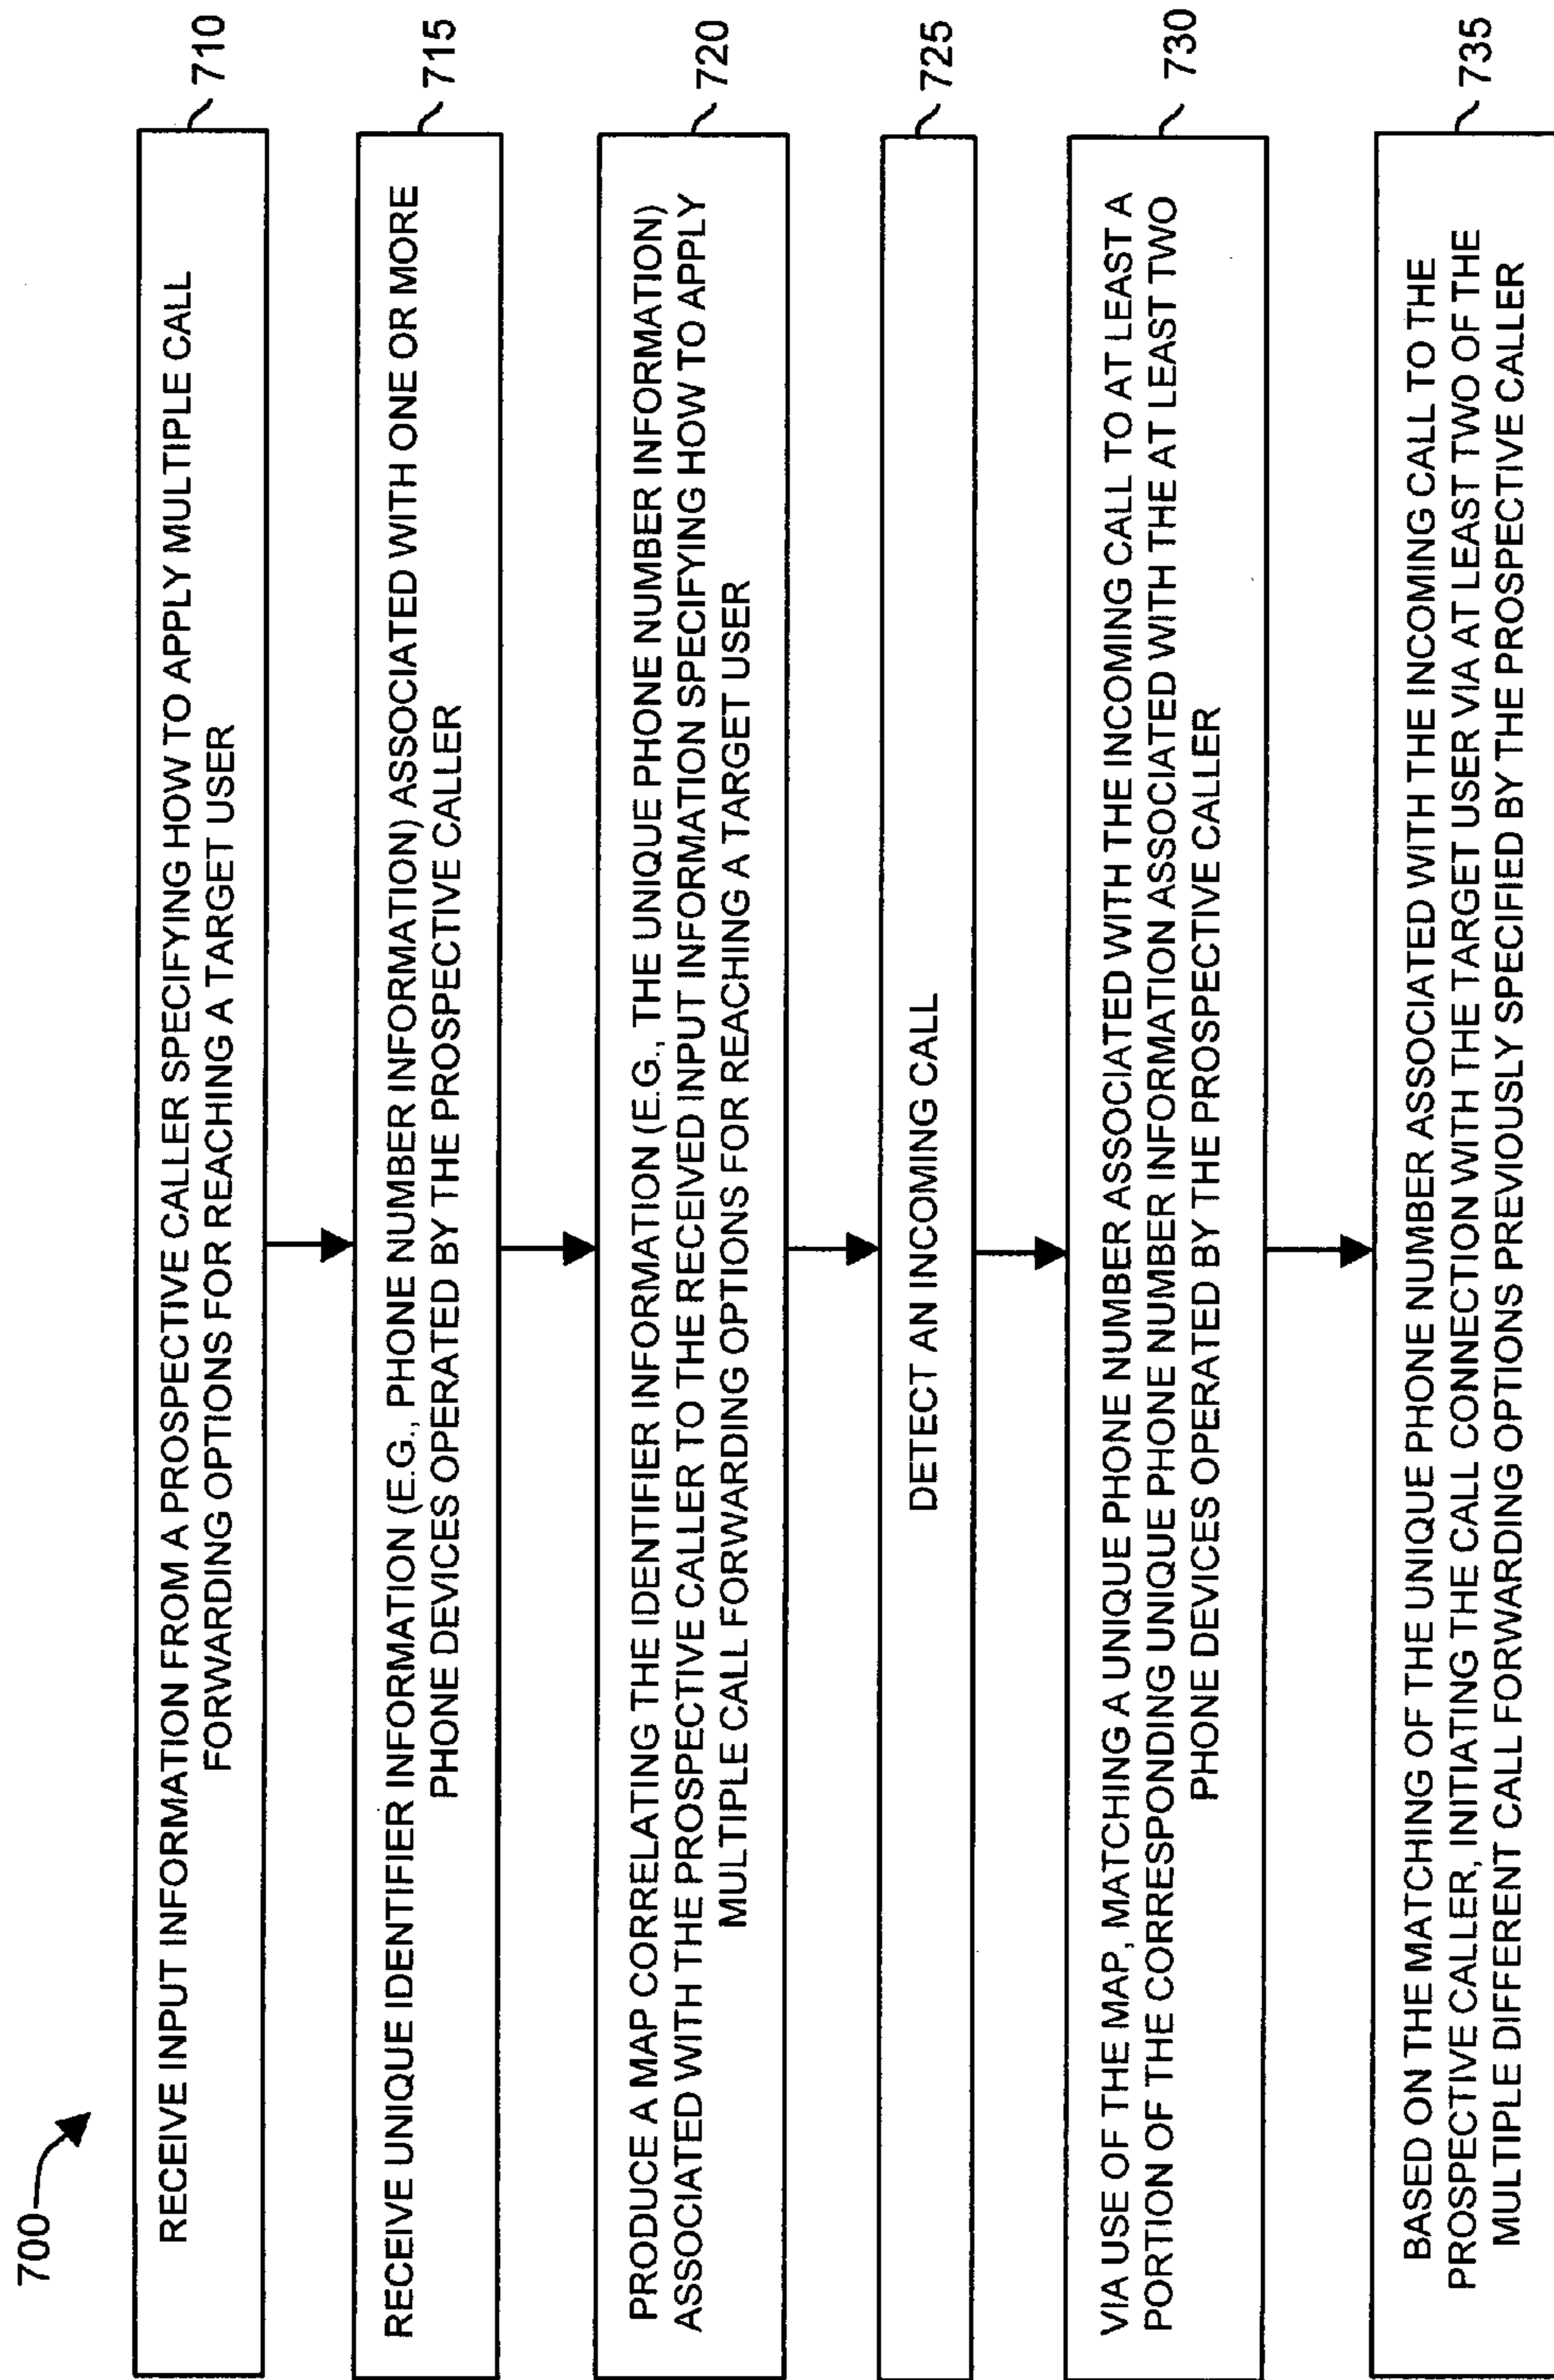 700
RECEIVE INPUT INFORMATION FROM A PROSPECTIVE CALLER SPECIFYING HOW TO APPLY MULTIPLE CALL
FORWARDING OPTIONS FOR REACHING A TARGET USER
710
RECEIVE UNIQUE IDENTIFIER INFORMATION (E.G., PHONE NUMBER INFORMATION) ASSOCIATED WITH ONE OR MORE
PHONE DEVICES OPERATED BY THE PROSPECTIVE CALLER
715
PRODUCE A MAP CORRELATING THE IDENTIFIER INFORMATION (E.G., THE UNIQUE PHONE NUMBER INFORMATION)
ASSOCIATED WITH THE PROSPECTIVE CALLER TO THE RECEIVED INPUT INFORMATION SPECIFYING HOW TO APPLY
MULTIPLE CALL FORWARDING OPTIONS FOR REACHING A TARGET USER
720
DETECT AN INCOMING CALL
725
VIA USE OF THE MAP, MATCHING A UNIQUE PHONE NUMBER ASSOCIATED WITH THE INCOMING CALL TO AT LEAST A
PORTION OF THE CORRESPONDING UNIQUE PHONE NUMBER INFORMATION ASSOCIATED WITH THE AT LEAST TWO
PHONE DEVICES OPERATED BY THE PROSPECTIVE CALLER
730
BASED ON THE MATCHING OF THE UNIQUE PHONE NUMBER ASSOCIATED WITH THE INCOMING CALL TO THE
PROSPECTIVE CALLER, INITIATING THE CALL CONNECTION WITH THE TARGET USER VIA AT LEAST TWO OF THE
MULTIPLE DIFFERENT CALL FORWARDING OPTIONS PREVIOUSLY SPECIFIED BY THE PROSPECTIVE CALLER
735